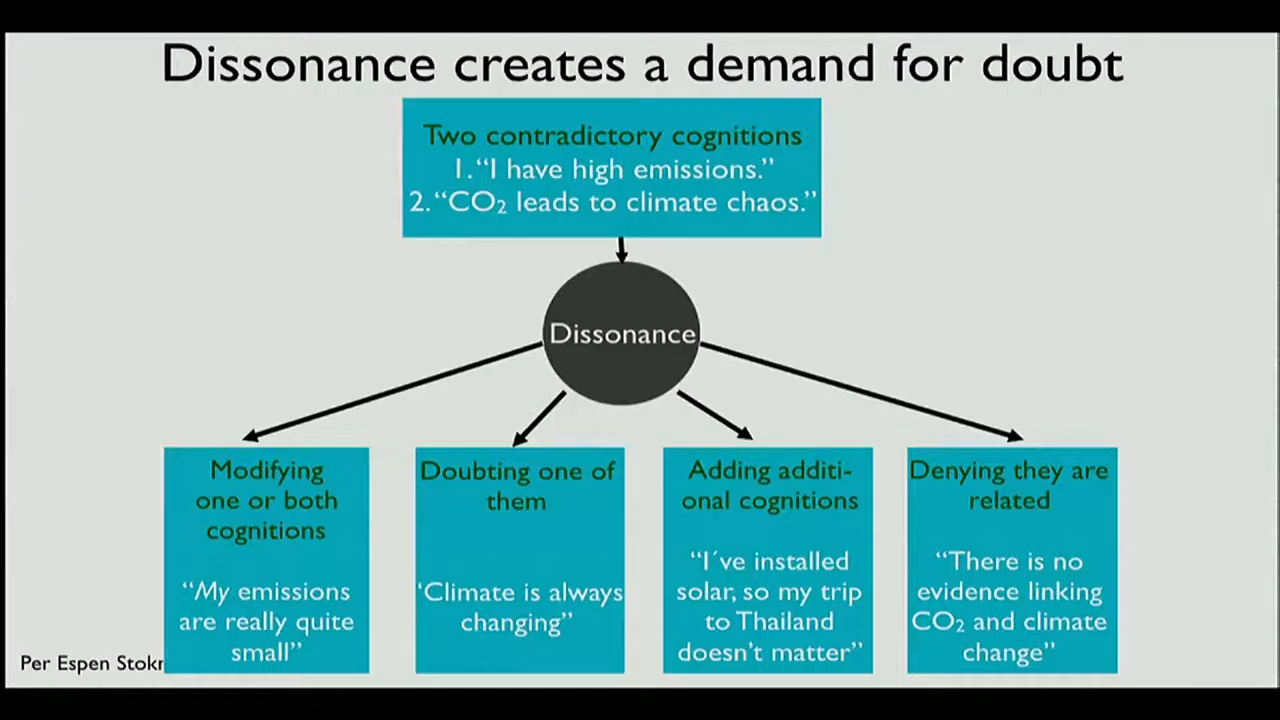 Dissonance creates a demand for doubt
Two contradictory cognitions
1. “I have high emissions.”
2. “CO₂ leads to climate chaos.”
Dissonance
Modifying
one or both
cognitions
“My emissions
are really quite
small”
Doubting one of
them
‘Climate is always
changing”
Adding additi-
onal cognitions
“I´ve installed
solar, so my trip
to Thailand
doesn’t matter”
Denying they are
related
“There is no
evidence linking
CO₂ and climate
change”
Per Espen